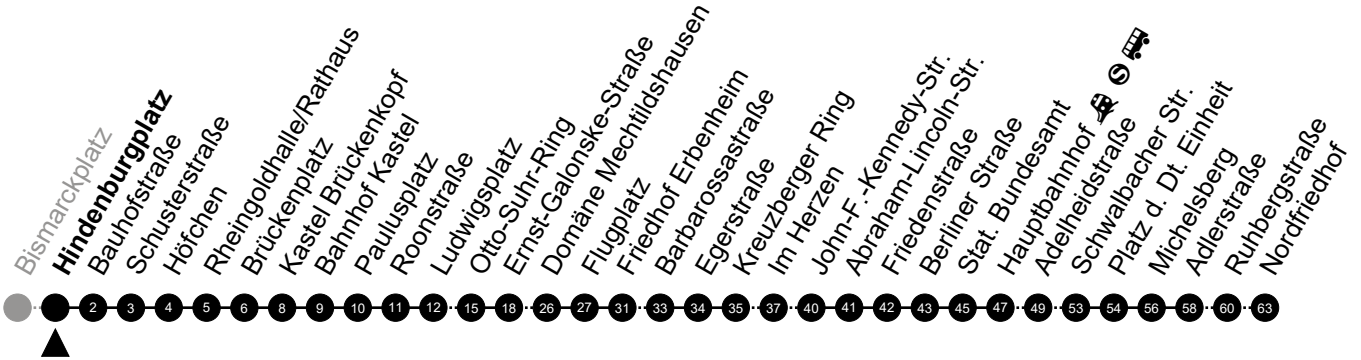 Bismarckplatz
Hindenburgplatz
Bauhofstraße
Schusterstraße
Höfchen
Rheingoldhalle/Rathaus
Brückenplatz
Kastel Brückenkopf
Bahnhof Kastel
Paulusplatz
Roonstraße
Ludwigsplatz
Otto-Suhr-Ring
Ernst-Galonske-Straße
Domäne Mechtildshausen
Flugplatz
Friedhof Erbenheim
Barbarossastraße
Egerstraße
Kreuzberger Ring
Im Herzen
John-F.-Kennedy-Str.
Abraham-Lincoln-Str.
Friedenstraße
Berliner Straße
Stat. Bundesamt
Hauptbahnhof S
Adelheidstraße
Schwalbacher Str.
Platz d. Dt. Einheit
Michelsberg
Adlerstraße
Ruhbergstraße
Nordfriedhof
2 3 4 5 6 8 9 10 11 12 15 18 26 27 31 33 34 35 37 40 41 42 43 45 47 49 53 54 56 58 60 63